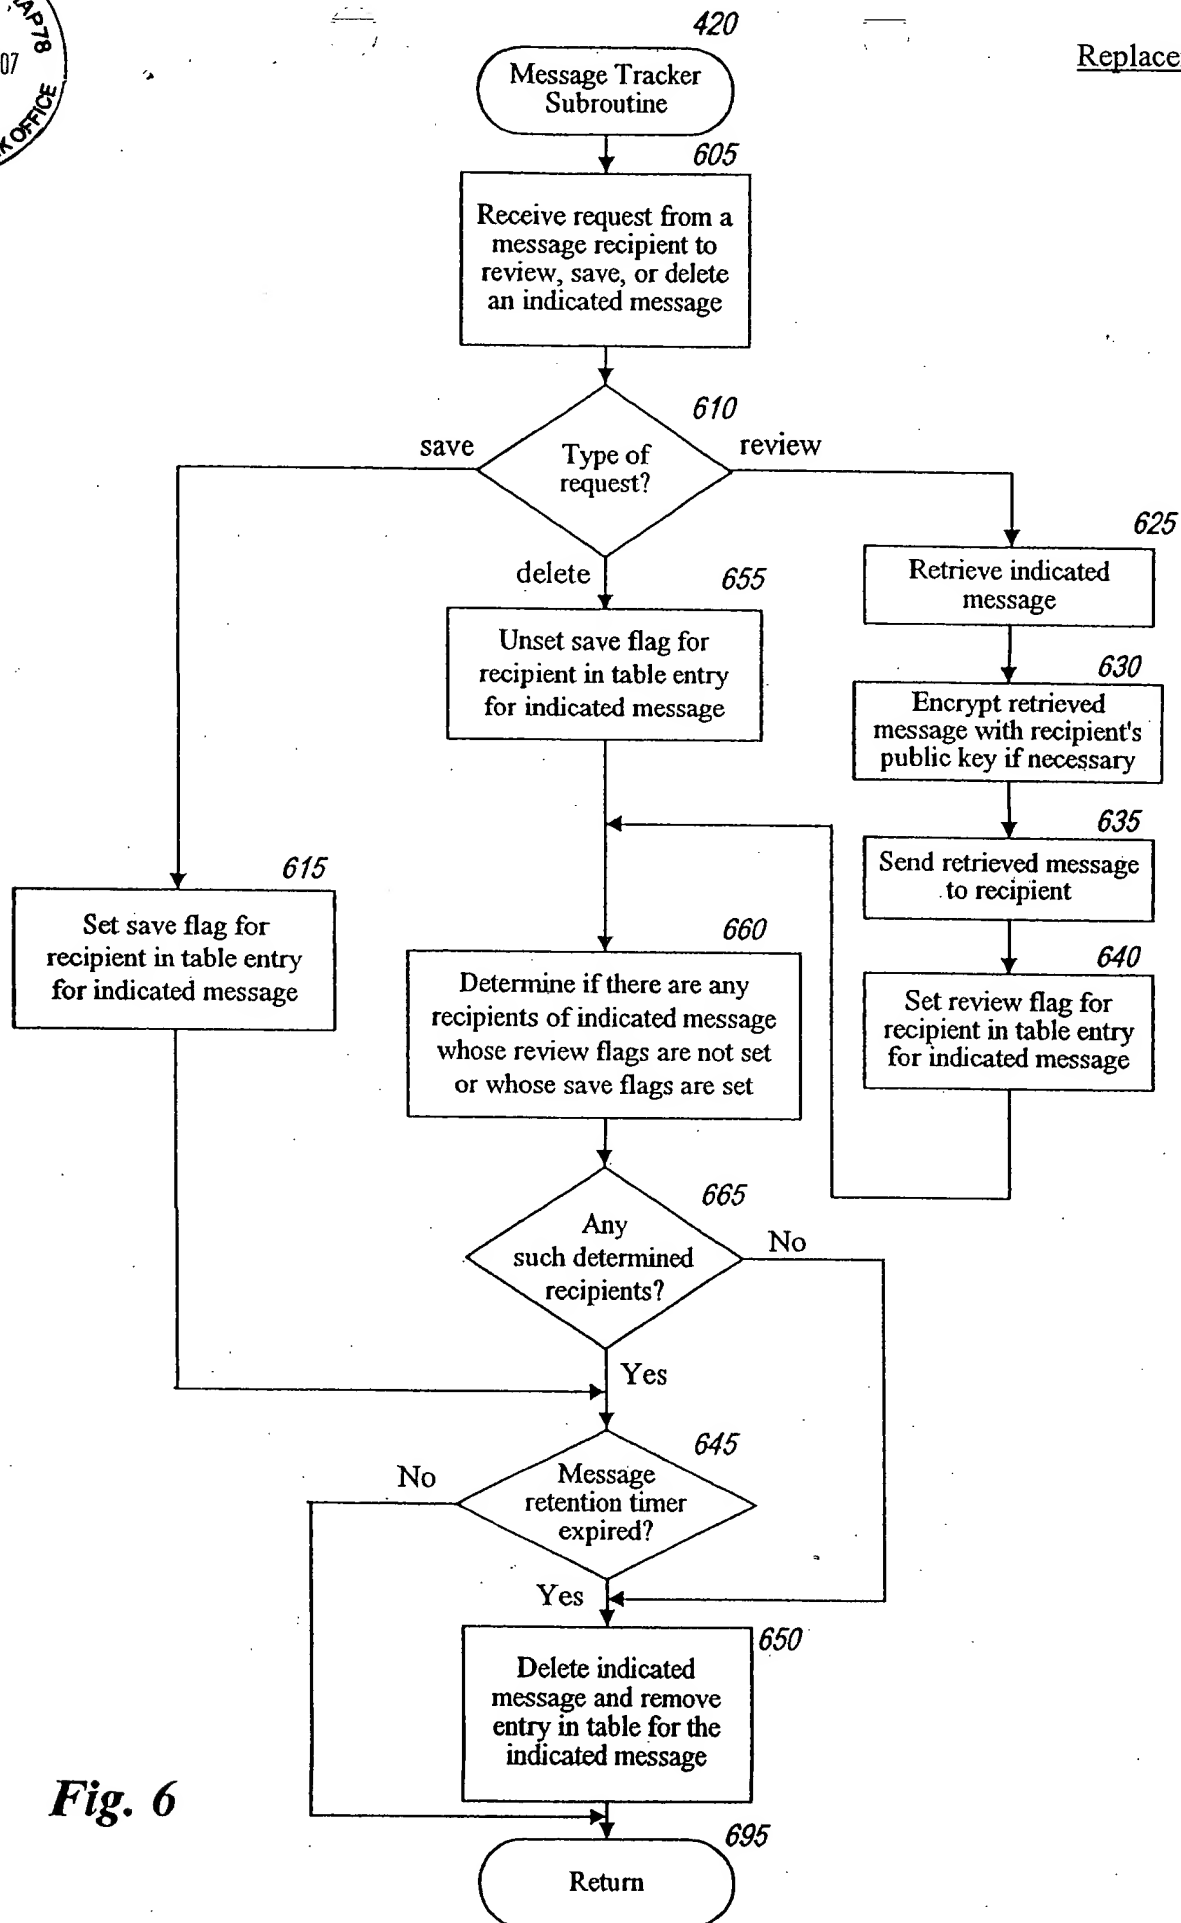 AP78
07
K OFFICE
Replace
420
Message Tracker
Subroutine
605
Receive request from a
message recipient to
review, save, or delete
an indicated message
610
save
Type of
request?
review
delete
625
Retrieve indicated
message
655
Unset save flag for
recipient in table entry
for indicated message
630
Encrypt retrieved
message with recipient's
public key if necessary
635
Send retrieved message
to recipient
615
Set save flag for
recipient in table entry
for indicated message
660
Determine if there are any
recipients of indicated message
whose review flags are not set
or whose save flags are set
640
Set review flag for
recipient in table entry
for indicated message
665
Any
such determined
recipients?
No
Yes
645
No
Message
retention timer
expired?
Yes
650
Delete indicated
message and remove
entry in table for the
indicated message
Fig. 6
695
Return